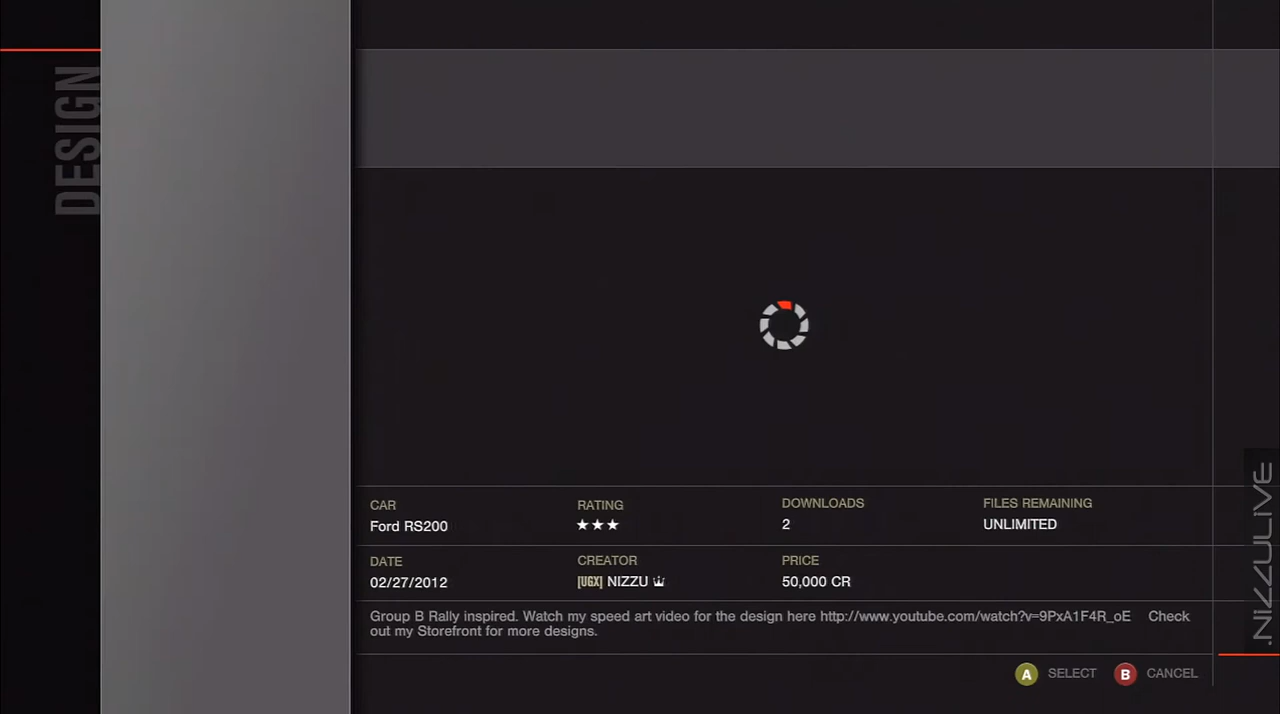 DESIGN
CAR
Ford RS200
RATING
★★★
DOWNLOADS
2
FILES REMAINING
UNLIMITED
DATE
02/27/2012
CREATOR
[UGX] NIZZU
PRICE
50,000 CR
Group B Rally inspired. Watch my speed art video for the design here http://www.youtube.com/watch?v=9PxA1F4R_oE Check
out my Storefront for more designs.
A SELECT B CANCEL
.NIZZULIVE